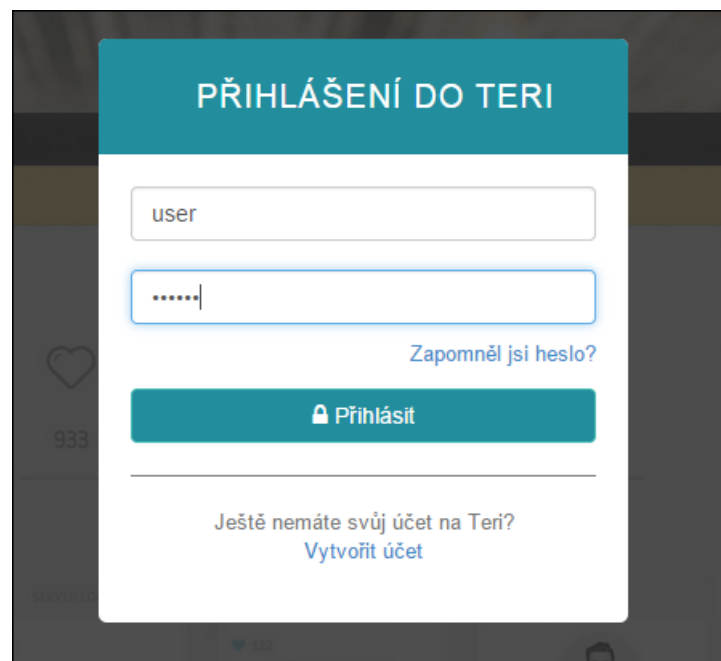 PŘIHLÁŠENÍ DO TERI
user
••••••
Zapomněl jsi heslo?
Přihlásit
933
Ještě nemáte svůj účet na Teri?
Vytvořit účet